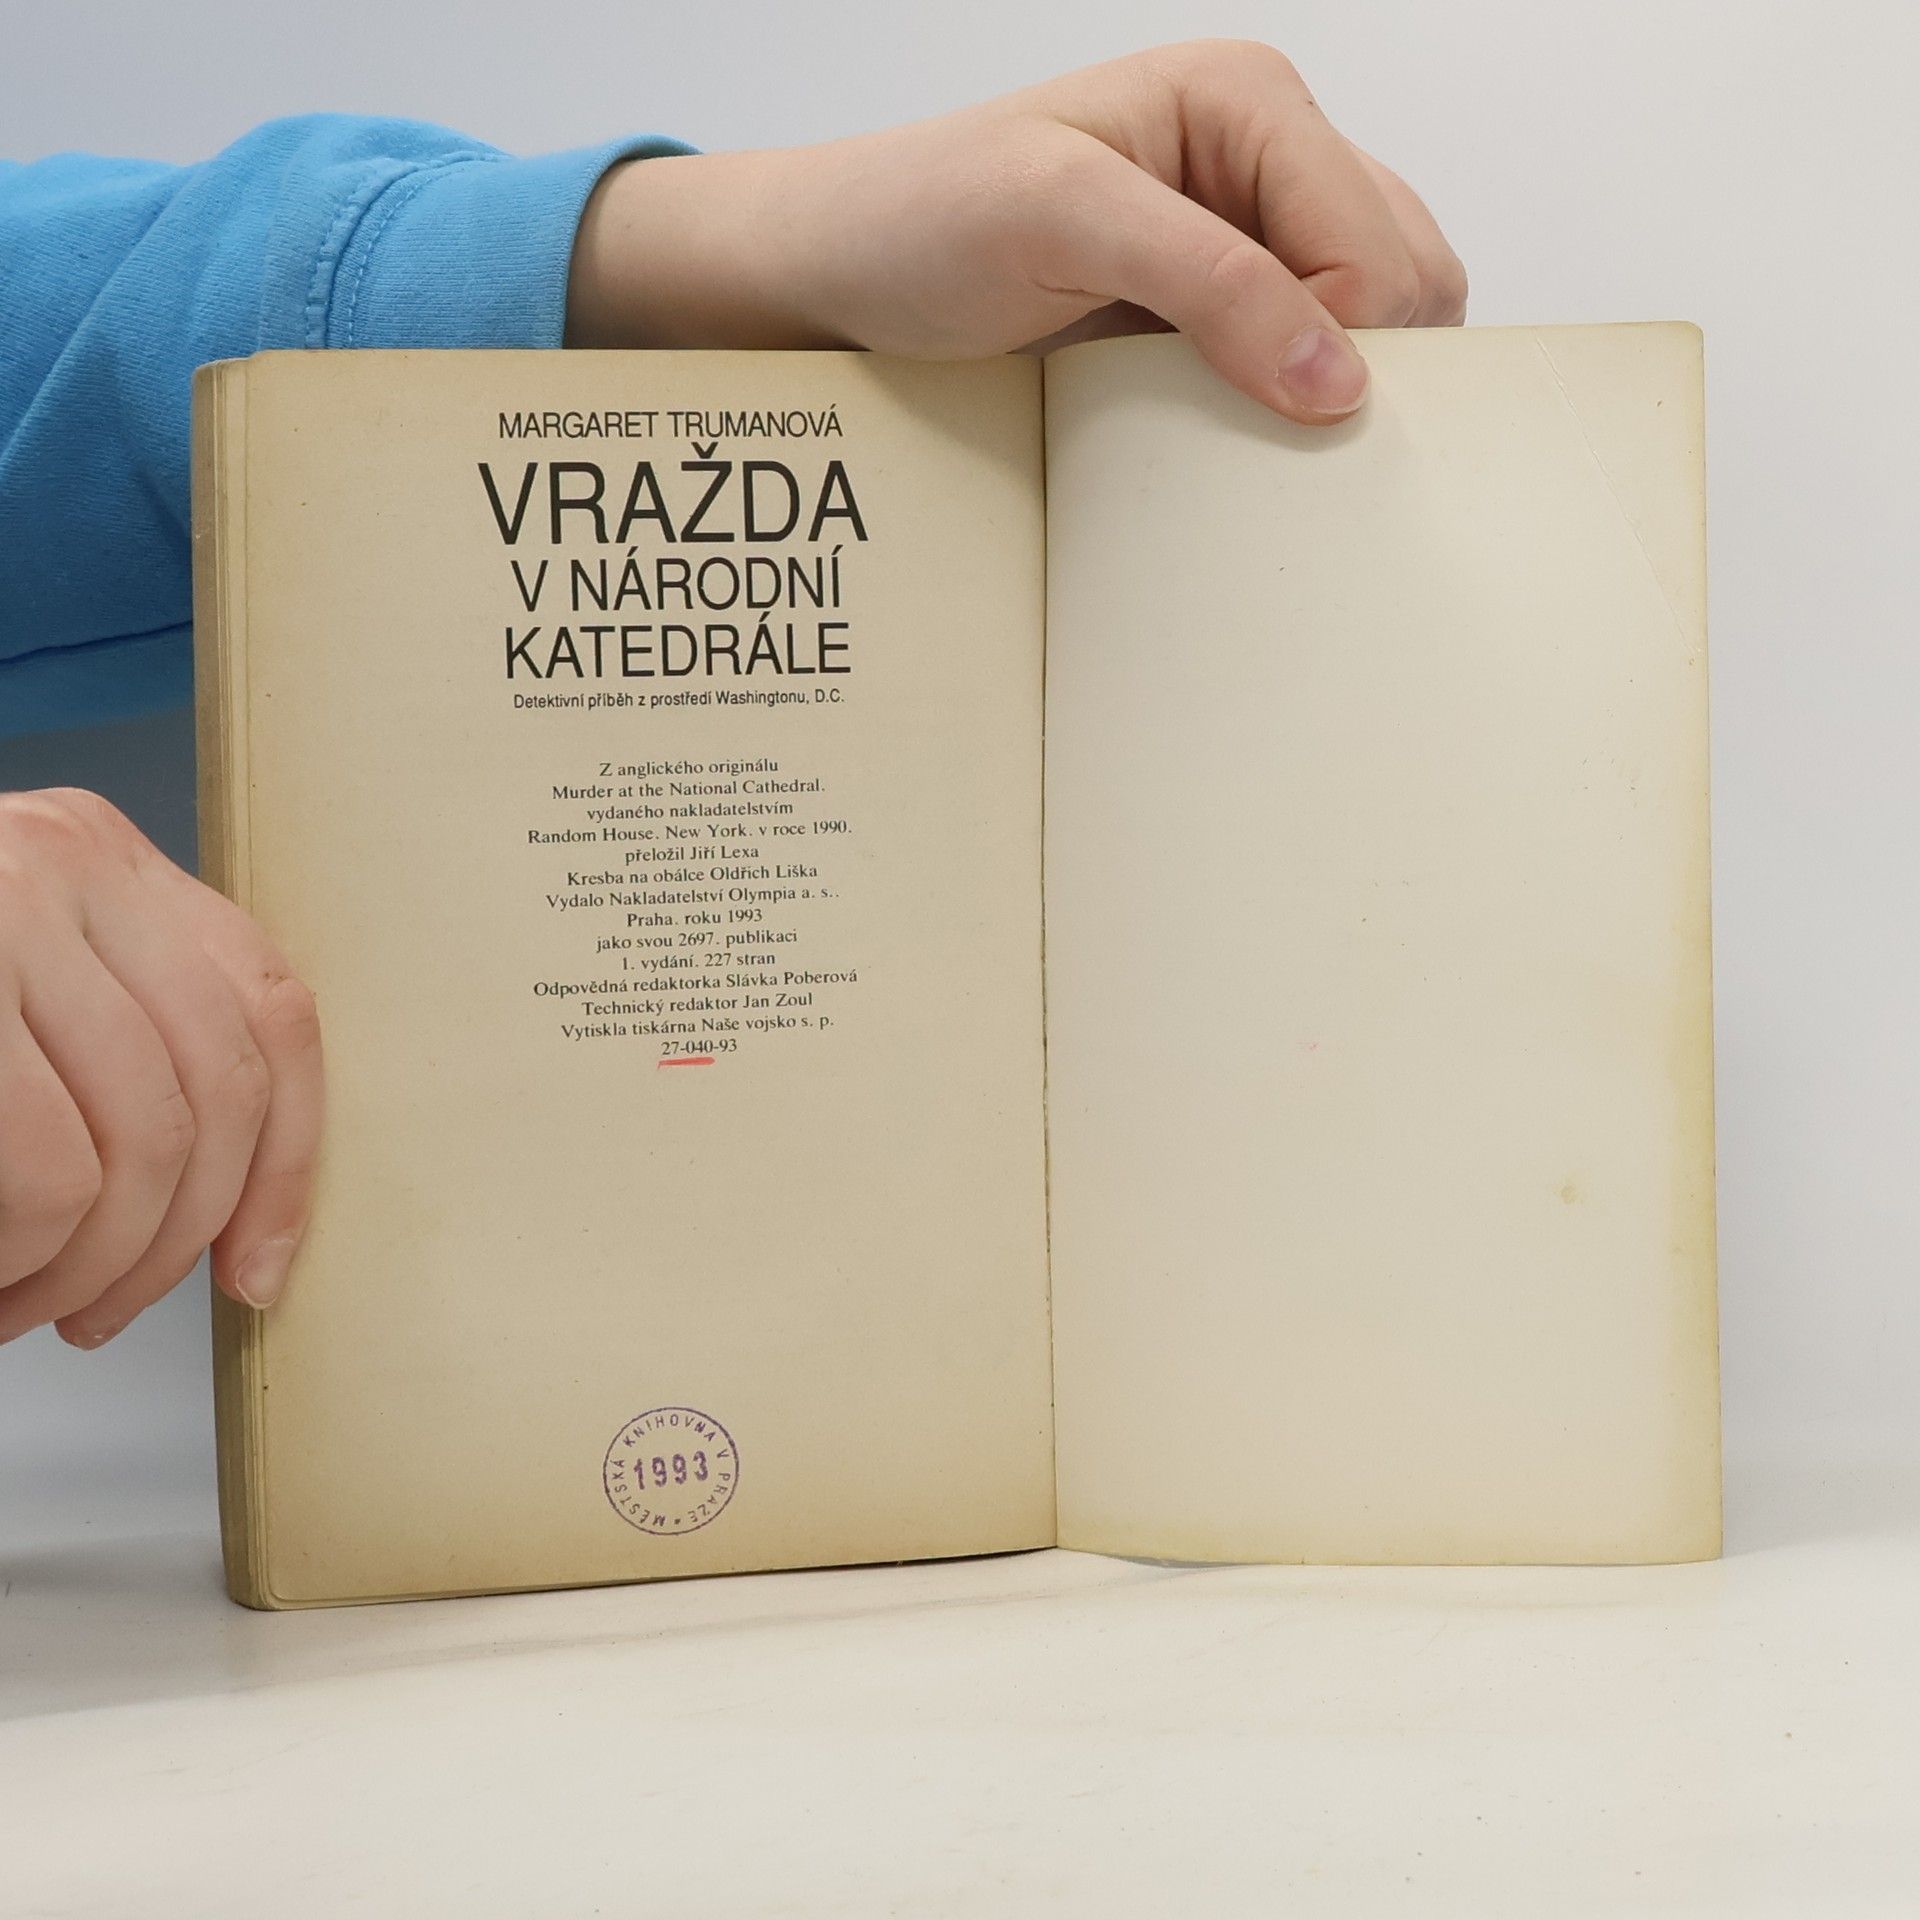 MARGARET TRUMANOVÁ
VRAŽDA
V NÁRODNÍ
KATEDRÁLE
Detektivní příběh z prostředí Washingtonu, D.C.
Z anglického originálu
Murder at the National Cathedral.
vydaného nakladatelstvím
Random House. New York. v roce 1990.
přeložil Jiří Lexa
Kresba na obálce Oldřich Liška
Vydalo Nakladatelství Olympia a. s..
Praha. roku 1993
jako svou 2697. publikaci
1. vydání. 227 stran
Odpovědná redaktorka Slávka Poberová
Technický redaktor Jan Zoul
Vytiskla tiskárna Naše vojsko s. p.
27-040-93
MĚSTSKÁ KNIHOVNA V PRAZE *
1993